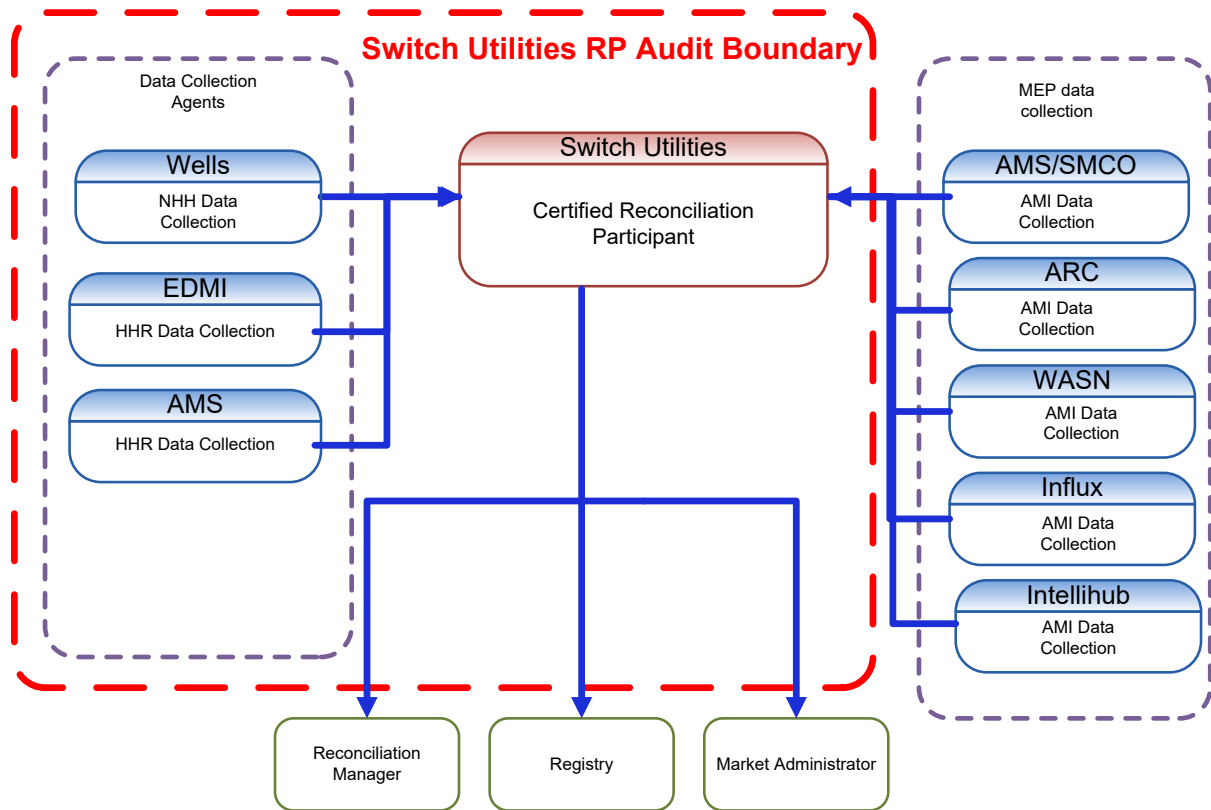 Switch Utilities RP Audit Boundary
Data Collection
Agents
Wells
NHH Data
Collection
EDMI
HHR Data Collection
AMS
HHR Data Collection
Switch Utilities
Certified Reconciliation
Participant
MEP data
collection
AMS/SMCO
AMI Data
Collection
ARC
AMI Data
Collection
WASN
AMI Data
Collection
Influx
AMI Data
Collection
Intellihub
AMI Data
Collection
Reconciliation
Manager
Registry
Market Administrator